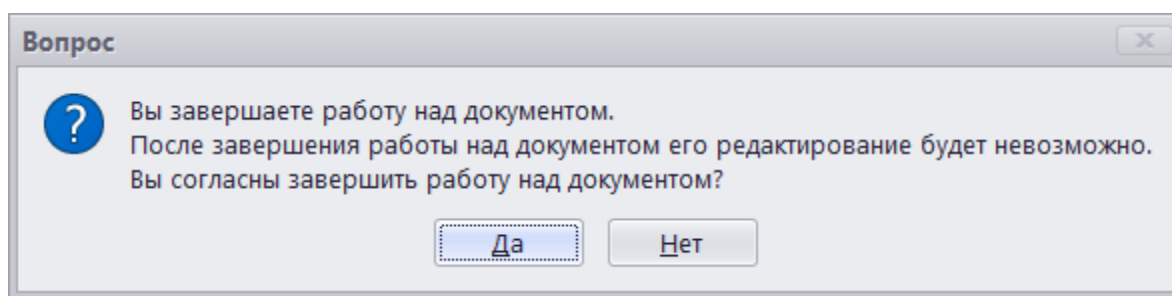 Вопрос
Вы завершаете работу над документом.
После завершения работы над документом его редактирование будет невозможно.
Вы согласны завершить работу над документом?
Да Нет